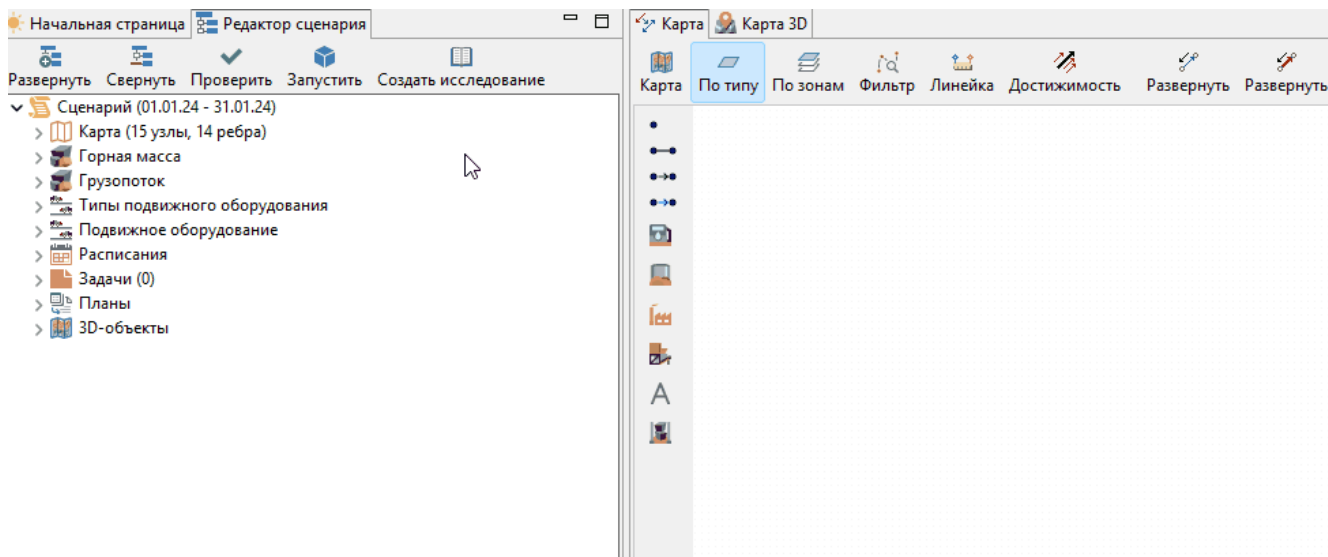 Начальная страница Редактор сценария
Развернуть Свернуть Проверить Запустить Создать исследование
Сценарий (01.01.24 - 31.01.24)
Карта (15 узлы, 14 ребра)
Горная масса
Грузопоток
Типы подвижного оборудования
Подвижное оборудование
Расписания
Задачи (0)
Планы
3D-объекты
Карта Карта 3D
Карта По типу По зонам Фильтр Линейка Достижимость Развернуть Развернуть
A